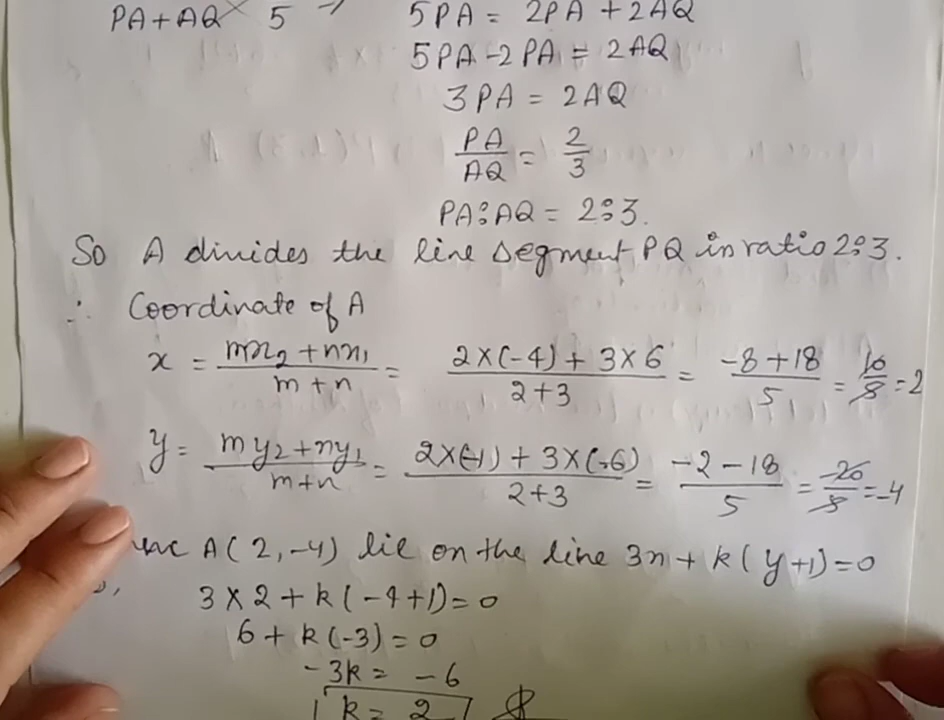 PA+AQ 5 ⇒ 5PA = 2PA + 2AQ
5PA - 2PA = 2AQ
3PA = 2AQ
PA/AQ = 2/3
PA:AQ = 2:3.
So A divides the line segment PQ in ratio 2:3.
∴ Coordinate of A
x = mx₂+nx₁/m+n = 2×(-4)+3×6/2+3 = -8+18/5 = 10/5 = 2
y = my₂+ny₁/m+n = 2×(-1)+3×(-6)/2+3 = -2-18/5 = -20/5 = -4
A(2,-4) lie on the line 3x + k(y+1)=0
3×2+k(-4+1)=0
6+k(-3)=0
-3k = -6
k = 2